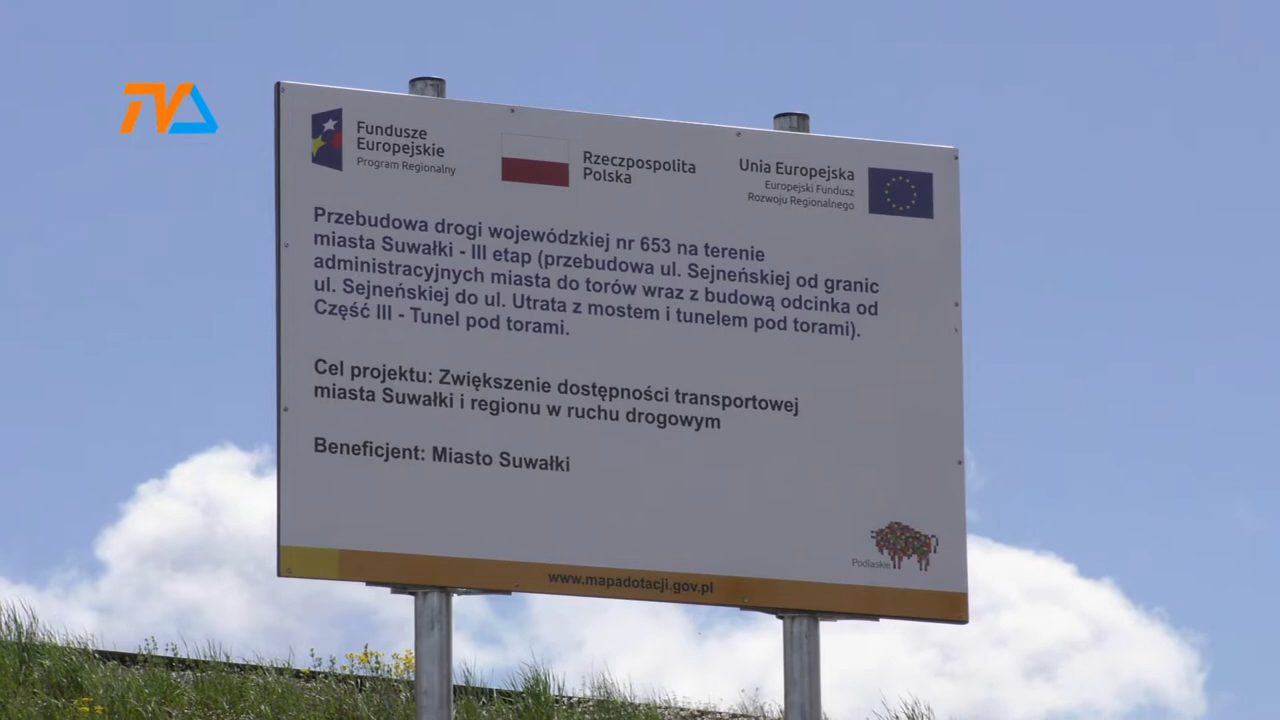 TVA
Fundusze
Europejskie
Program Regionalny
Rzeczpospolita
Polska
Unia Europejska
Europejski Fundusz
Rozwoju Regionalnego
Przebudowa drogi wojewódzkiej nr 653 na terenie
miasta Suwałki - III etap (przebudowa ul. Sejneńskiej od granic
administracyjnych miasta do torów wraz z budową odcinka od
ul. Sejneńskiej do ul. Utrata z mostem i tunelem pod torami).
Część III - Tunel pod torami.
Cel projektu: Zwiększenie dostępności transportowej
miasta Suwałki i regionu w ruchu drogowym
Beneficjent: Miasto Suwałki
Podlaskie
www.mapadotacji.gov.pl